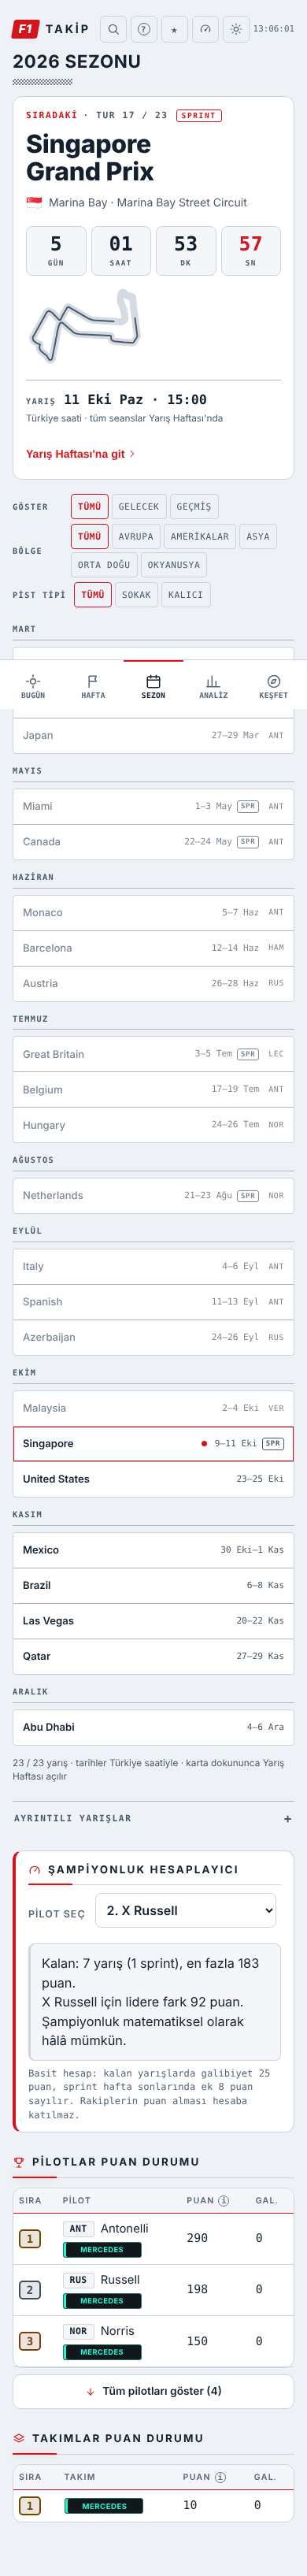 F1 TAKİP ? ★ 13:06:01
2026 SEZONU
SIRADAKİ · TUR 17 / 23 SPRINT
Singapore
Grand Prix
Marina Bay · Marina Bay Street Circuit
5 01 53 57
GÜN SAAT DK SN
YARIŞ 11 Eki Paz · 15:00
Türkiye saati · tüm seanslar Yarış Haftası'nda
Yarış Haftası'na git ›
GÖSTER TÜMÜ GELECEK GEÇMİŞ
BÖLGE TÜMÜ AVRUPA AMERİKALAR ASYA
ORTA DOĞU OKYANUSYA
PİST TİPİ TÜMÜ SOKAK KALICI
MART
BUGÜN HAFTA SEZON ANALİZ KEŞFET
Japan 27–29 Mar ANT
MAYIS
Miami 1–3 May SPR ANT
Canada 22–24 May SPR ANT
HAZİRAN
Monaco 5–7 Haz ANT
Barcelona 12–14 Haz HAM
Austria 26–28 Haz RUS
TEMMUZ
Great Britain 3–5 Tem SPR LEC
Belgium 17–19 Tem ANT
Hungary 24–26 Tem NOR
AĞUSTOS
Netherlands 21–23 Ağu SPR NOR
EYLÜL
Italy 4–6 Eyl ANT
Spanish 11–13 Eyl ANT
Azerbaijan 24–26 Eyl RUS
EKİM
Malaysia 2–4 Eki VER
Singapore 9–11 Eki SPR
United States 23–25 Eki
KASIM
Mexico 30 Eki–1 Kas
Brazil 6–8 Kas
Las Vegas 20–22 Kas
Qatar 27–29 Kas
ARALIK
Abu Dhabi 4–6 Ara
23 / 23 yarış · tarihler Türkiye saatiyle · karta dokununca Yarış
Haftası açılır
AYRINTILI YARIŞLAR +
ŞAMPİYONLUK HESAPLAYICI
PİLOT SEÇ 2. X Russell
Kalan: 7 yarış (1 sprint), en fazla 183
puan.
X Russell için lidere fark 92 puan.
Şampiyonluk matematiksel olarak
hâlâ mümkün.
Basit hesap: kalan yarışlarda galibiyet 25
puan, sprint hafta sonlarında ek 8 puan
sayılır. Rakiplerin puan alması hesaba
katılmaz.
PİLOTLAR PUAN DURUMU
SIRA PİLOT PUAN i GAL.
1 ANT Antonelli 290 0
MERCEDES
2 RUS Russell 198 0
MERCEDES
3 NOR Norris 150 0
MERCEDES
↓ Tüm pilotları göster (4)
TAKIMLAR PUAN DURUMU
SIRA TAKIM PUAN i GAL.
1 MERCEDES 10 0